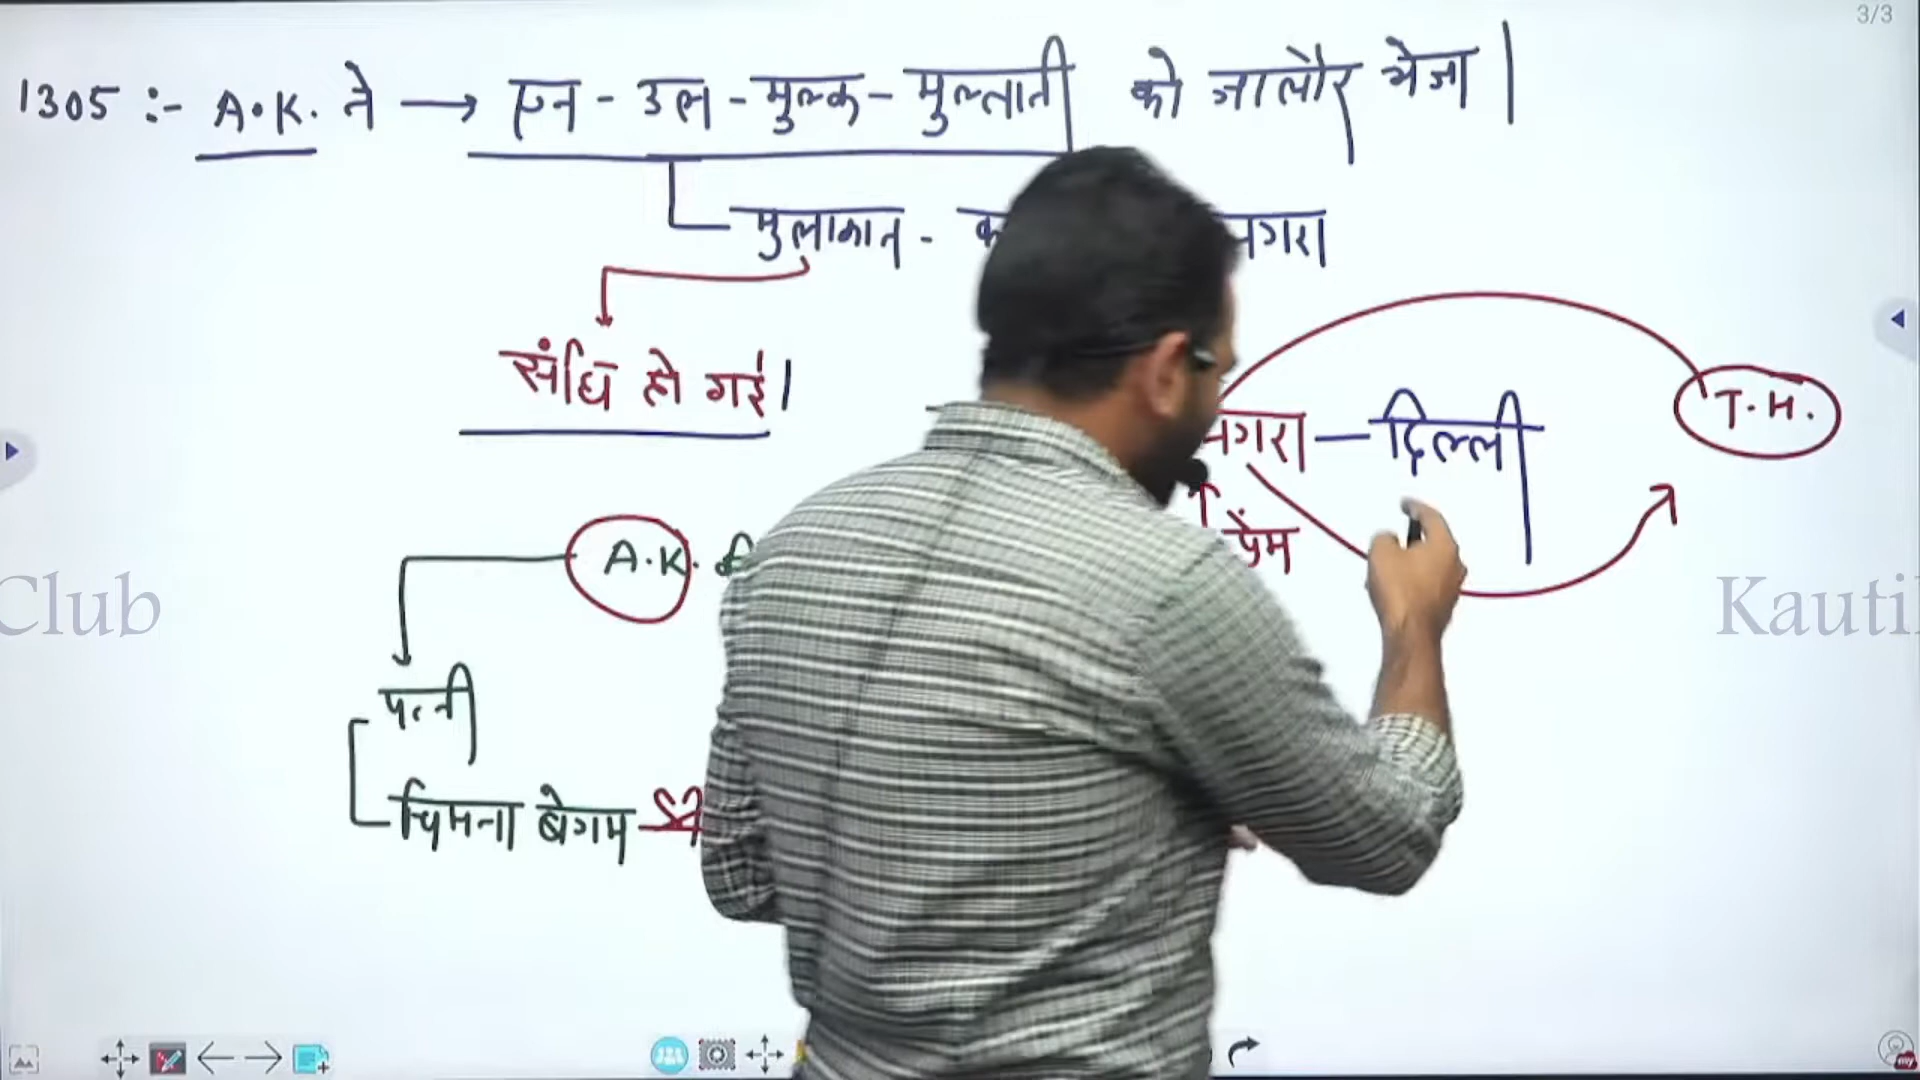 3/3
1305 :- A.K. ने → एन - उल - मुल्क - मुल्तानी को जालौर भेजा |
मुलाकात -
संधि हो गई |
T.H.
दिल्ली
प्रेम
A.K.
Club
Kauti
पत्नी
चिमना बेगम